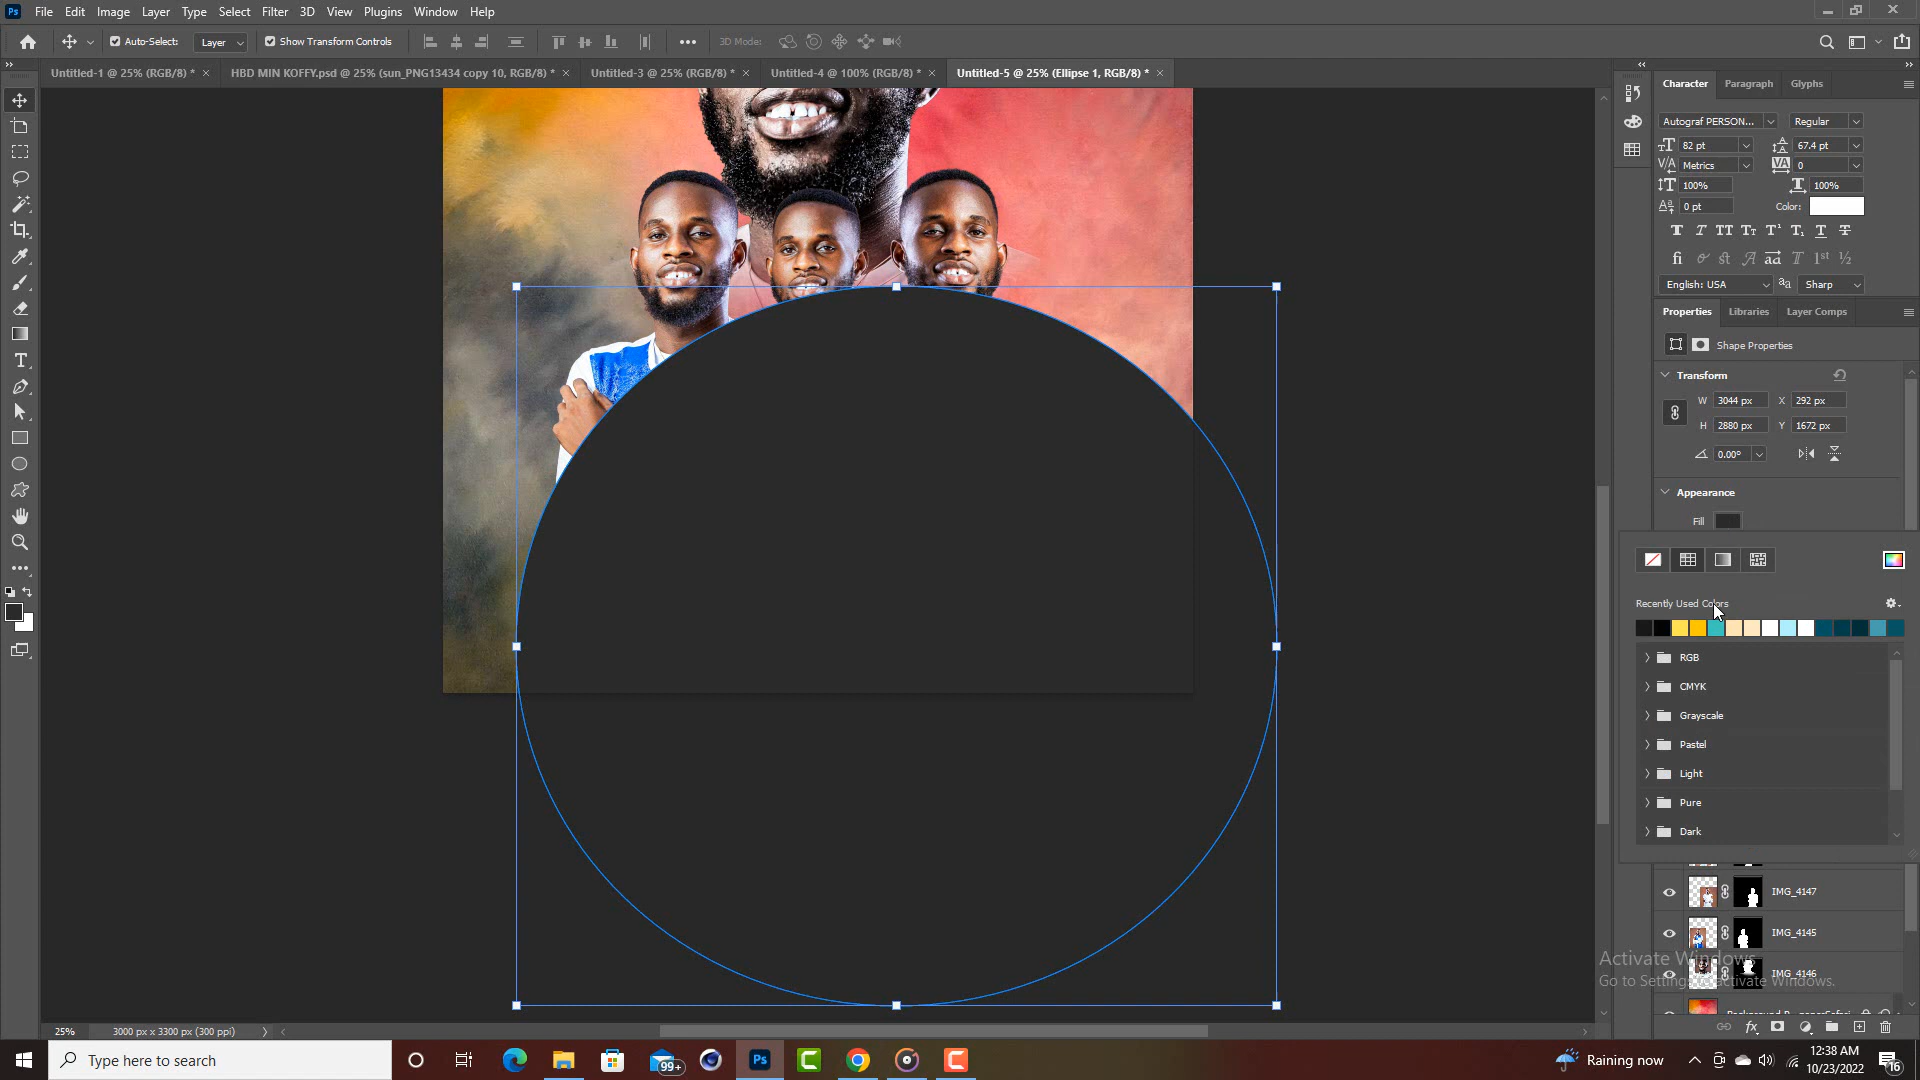 Ps File Edit Image Layer Type Select Filter 3D View Plugins Window Help
Auto-Select: Layer Show Transform Controls 3D Mode:
Untitled-1 @ 25% (RGB/8) * × HBD MIN KOFFY.psd @ 25% (sun_PNG13434 copy 10, RGB/8) * × Untitled-3 @ 25% (RGB/8) * × Untitled-4 @ 100% (RGB/8) * × Untitled-5 @ 25% (Ellipse 1, RGB/8) * ×
Character Paragraph Glyphs
Autograf PERSON... Regular
82 pt 67.4 pt
Metrics 0
100% 100%
0 pt Color:
English: USA Sharp
Properties Libraries Layer Comps
Shape Properties
Transform
W 3044 px X 292 px
H 2880 px Y 1672 px
0.00°
Appearance
Fill
Recently Used Colors
RGB
CMYK
Grayscale
Pastel
Light
Pure
Dark
IMG_4147
IMG_4145
IMG_4146
Activate Windows
Go to Settings to activate Windows.
25% 3000 px x 3300 px (300 ppi)
Type here to search
99+
Ps
Raining now
12:38 AM
10/23/2022
16